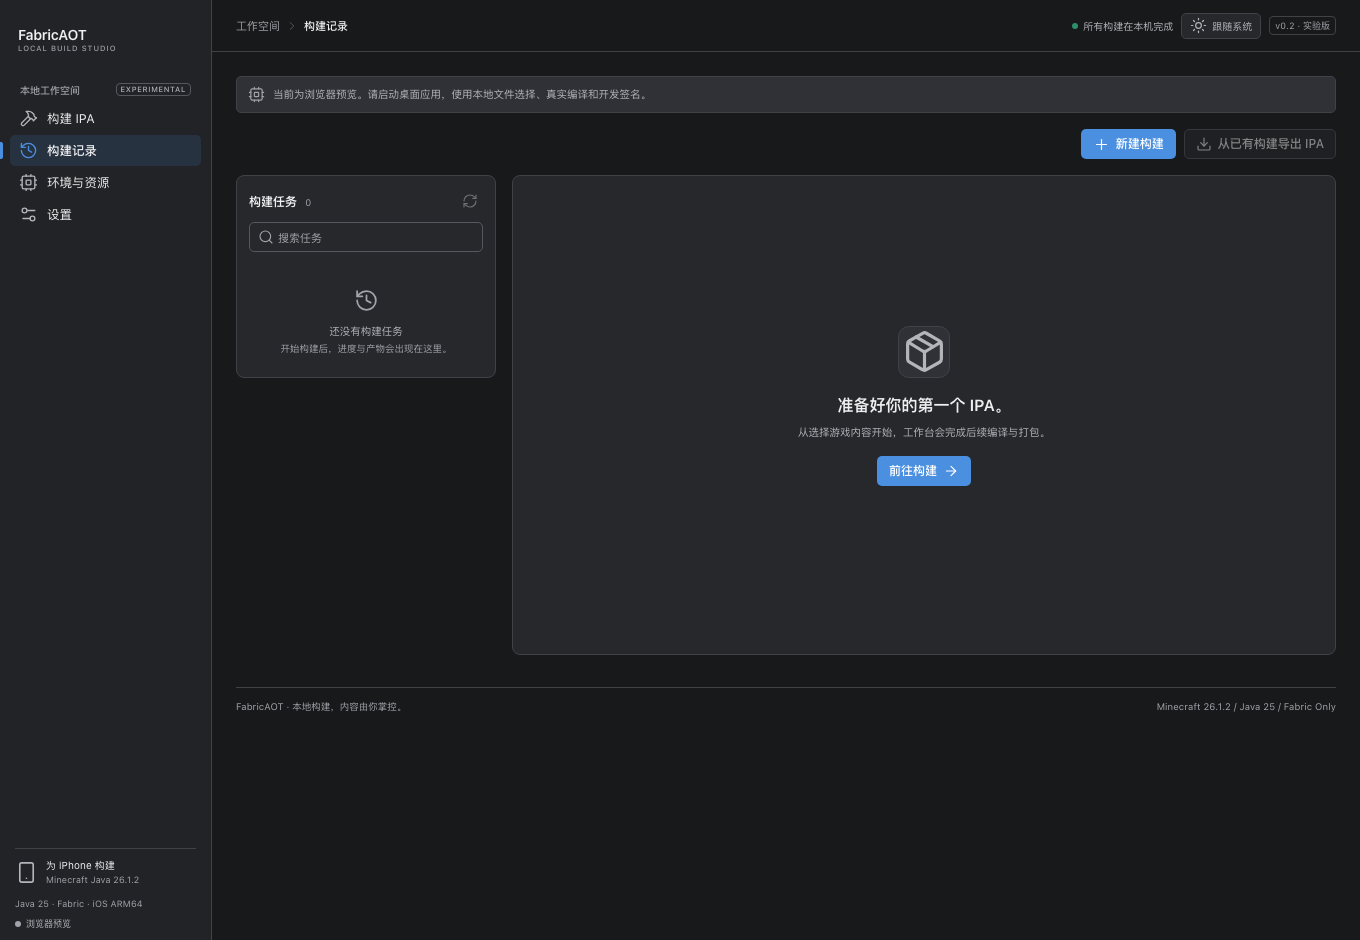 FabricAOT
LOCAL BUILD STUDIO
本地工作空间 EXPERIMENTAL
构建 IPA
构建记录
环境与资源
设置
为 iPhone 构建
Minecraft Java 26.1.2
Java 25 · Fabric · iOS ARM64
浏览器预览
工作空间 构建记录
所有构建在本机完成 跟随系统 v0.2 · 实验版
当前为浏览器预览。请启动桌面应用，使用本地文件选择、真实编译和开发签名。
新建构建 从已有构建导出 IPA
构建任务 0
搜索任务
还没有构建任务
开始构建后，进度与产物会出现在这里。
准备好你的第一个 IPA。
从选择游戏内容开始，工作台会完成后续编译与打包。
前往构建
FabricAOT · 本地构建，内容由你掌控。
Minecraft 26.1.2 / Java 25 / Fabric Only